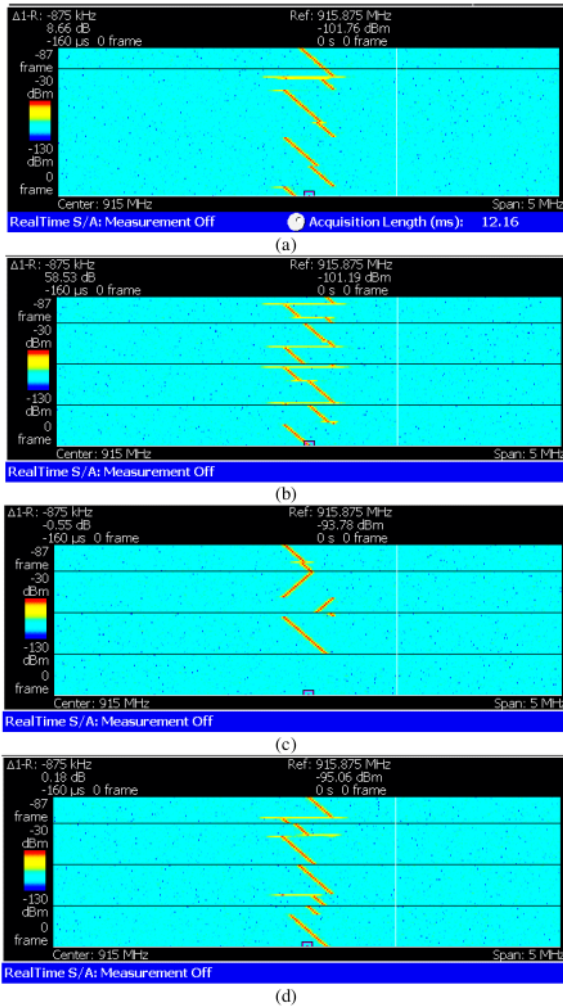 Δ1-R: -875 kHz Ref: 915.875 MHz
8.66 dB -101.76 dBm
-160 µs 0 frame 0 s 0 frame
-87
frame
-30
dBm
-130
dBm
0
frame
Center: 915 MHz Span: 5 MHz
RealTime S/A: Measurement Off Acquisition Length (ms): 12.16
(a)
Δ1-R: -875 kHz Ref: 915.875 MHz
58.53 dB -101.19 dBm
-160 µs 0 frame 0 s 0 frame
-87
frame
-30
dBm
-130
dBm
0
frame
Center: 915 MHz Span: 5 MHz
RealTime S/A: Measurement Off
(b)
Δ1-R: -875 kHz Ref: 915.875 MHz
-0.55 dB -93.78 dBm
-160 µs 0 frame 0 s 0 frame
-87
frame
-30
dBm
-130
dBm
0
frame
Center: 915 MHz Span: 5 MHz
RealTime S/A: Measurement Off
(c)
Δ1-R: -875 kHz Ref: 915.875 MHz
0.18 dB -95.06 dBm
-160 µs 0 frame 0 s 0 frame
-87
frame
-30
dBm
-130
dBm
0
frame
Center: 915 MHz Span: 5 MHz
RealTime S/A: Measurement Off
(d)